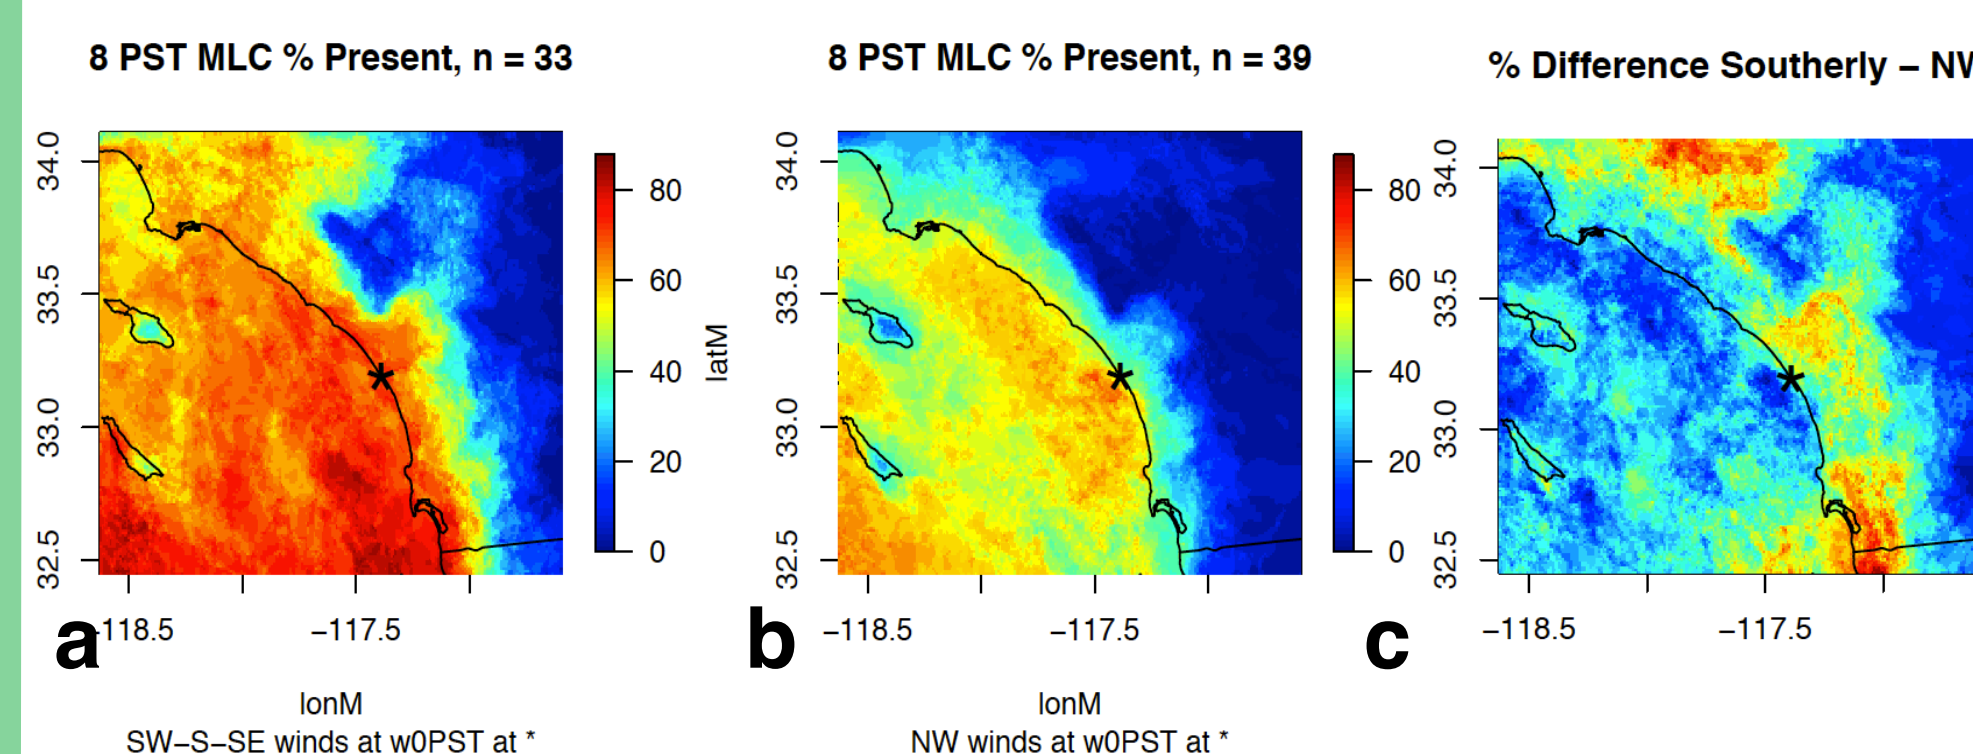 8 PST MLC % Present, n = 33
8 PST MLC % Present, n = 39
% Difference Southerly – NW
34.0
33.5
33.0
32.5
80
60
40
20
0
latM
34.0
33.5
33.0
32.5
80
60
40
20
0
34.0
33.5
33.0
32.5
*
*
*
a
−118.5
−117.5
b
−118.5
−117.5
c
−118.5
−117.5
lonM
lonM
SW−S−SE winds at w0PST at *
NW winds at w0PST at *